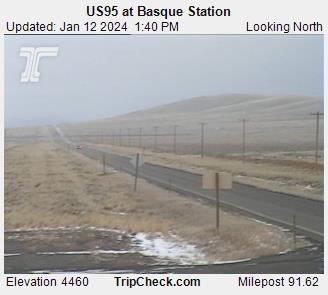 US95 at Basque Station
Updated: Jan 12 2024 1:40 PM Looking North
Elevation 4460 TripCheck.com Milepost 91.62